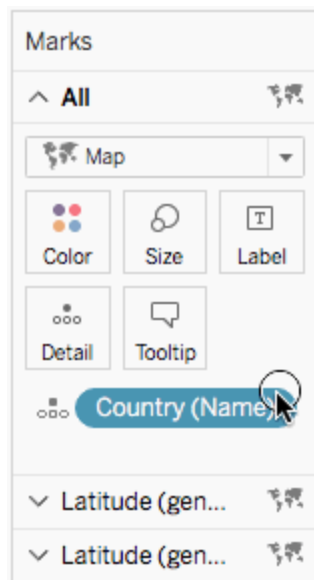 Marks
All
Map
Color Size Label
T
Detail Tooltip
Country (Name)
Latitude (gen...
Latitude (gen...